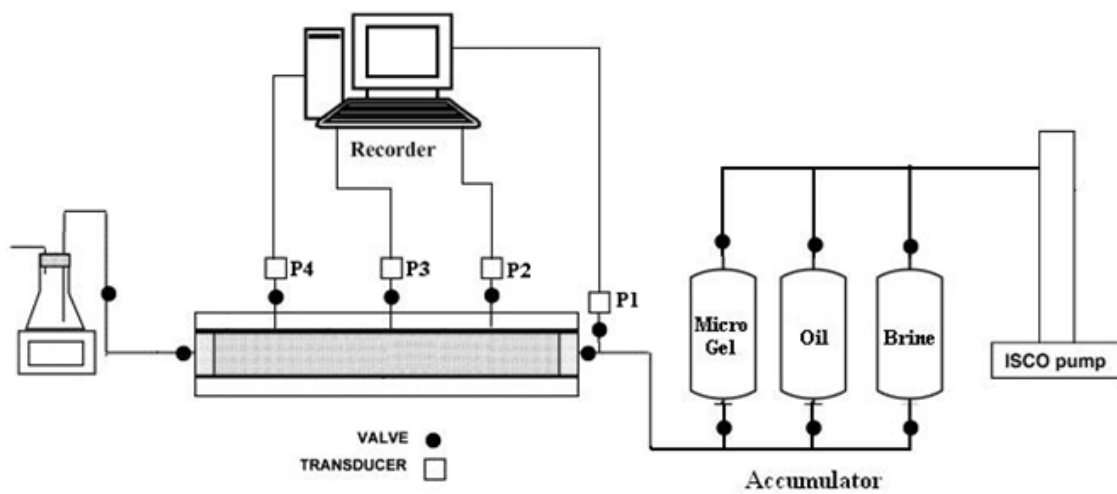 Recorder
P4
P3
P2
P1
Micro
Gel
Oil
Brine
ISCO pump
VALVE
TRANSDUCER
Accumulator